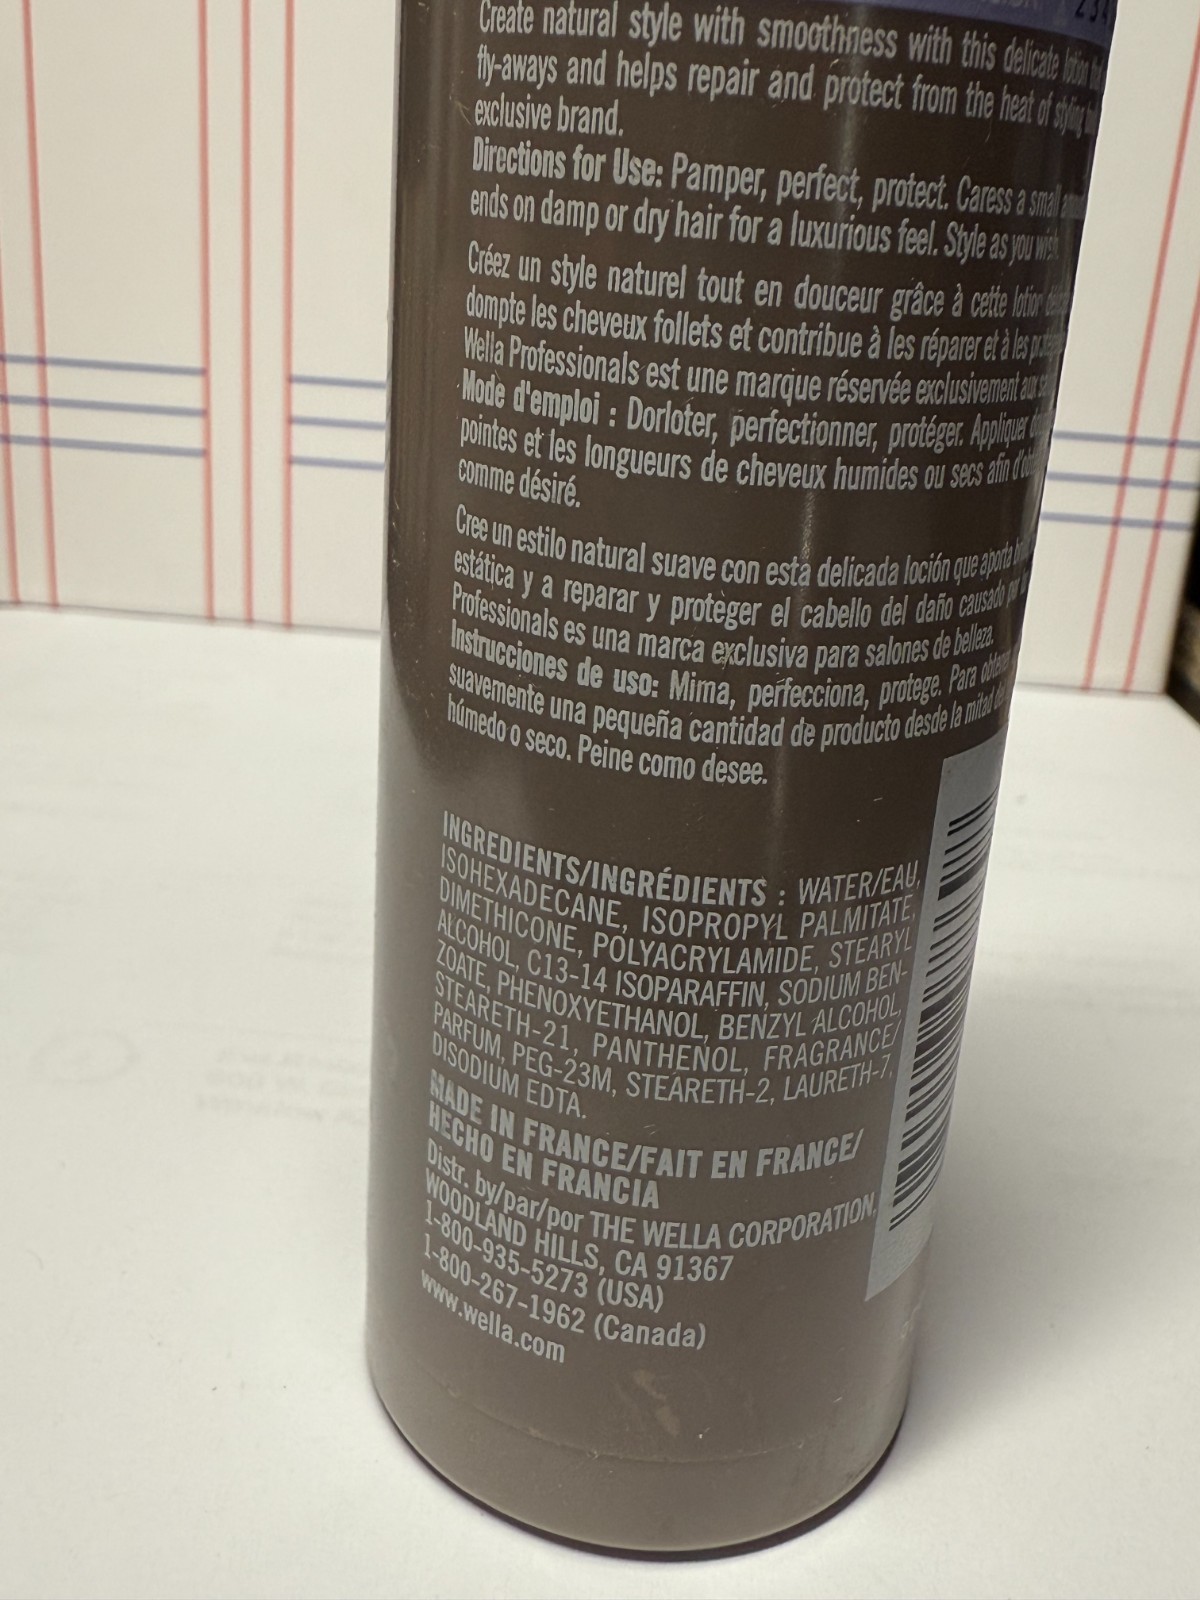 234
Create natural style with smoothness with this delicate lotion
fly-aways and helps repair and protect from the heat of styling
exclusive brand.
Directions for Use: Pamper, perfect, protect. Caress a small
ends on damp or dry hair for a luxurious feel. Style as you wish.
Créez un style naturel tout en douceur grâce à cette lotion
dompte les cheveux follets et contribue à les réparer et à les
Wella Professionals est une marque réservée exclusivement aux
Mode d'emploi : Dorloter, perfectionner, protéger. Appliquer
pointes et les longueurs de cheveux humides ou secs afin
comme désiré.
Cree un estilo natural suave con esta delicada loción que aporta
estática y a reparar y proteger el cabello del daño causado por
Professionals es una marca exclusiva para salones de belleza.
Instrucciones de uso: Mima, perfecciona, protege. Para obtener
suavemente una pequeña cantidad de producto desde la mitad
húmedo o seco. Peine como desee.
INGREDIENTS/INGRÉDIENTS : WATER/EAU,
ISOHEXADECANE, ISOPROPYL PALMITATE,
DIMETHICONE, POLYACRYLAMIDE, STEARYL
ALCOHOL, C13-14 ISOPARAFFIN, SODIUM BEN-
ZOATE, PHENOXYETHANOL, BENZYL ALCOHOL,
STEARETH-21, PANTHENOL, FRAGRANCE/
PARFUM, PEG-23M, STEARETH-2, LAURETH-7,
DISODIUM EDTA.
MADE IN FRANCE/FAIT EN FRANCE/
HECHO EN FRANCIA
Distr. by/par/por THE WELLA CORPORATION,
WOODLAND HILLS, CA 91367
1-800-935-5273 (USA)
1-800-267-1962 (Canada)
www.wella.com